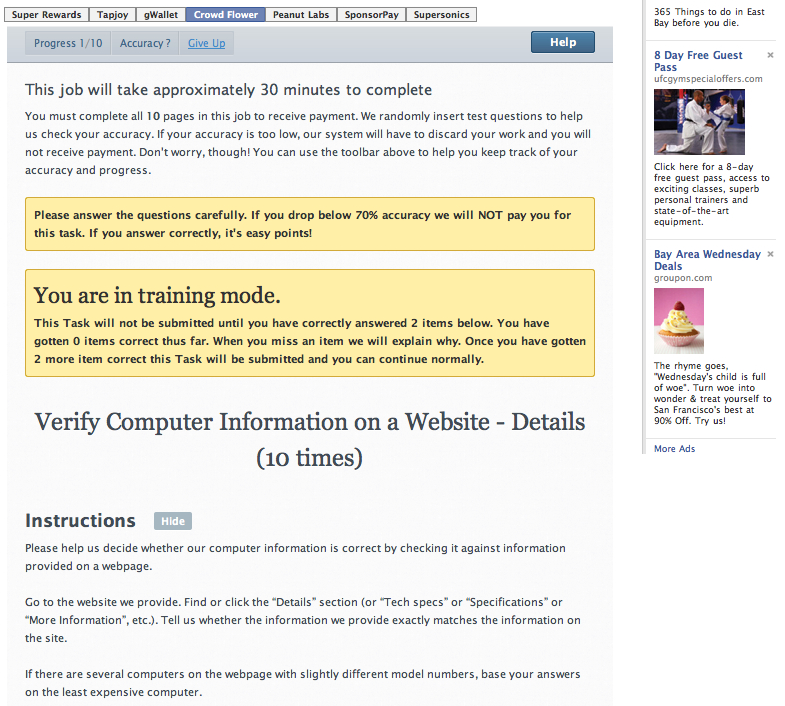 Super Rewards Tapjoy gWallet Crowd Flower Peanut Labs SponsorPay Supersonics
Progress 1/10 Accuracy ? Give Up Help
This job will take approximately 30 minutes to complete
You must complete all 10 pages in this job to receive payment. We randomly insert test questions to help
us check your accuracy. If your accuracy is too low, our system will have to discard your work and you will
not receive payment. Don't worry, though! You can use the toolbar above to help you keep track of your
accuracy and progress.
Please answer the questions carefully. If you drop below 70% accuracy we will NOT pay you for
this task. If you answer correctly, it's easy points!
You are in training mode.
This Task will not be submitted until you have correctly answered 2 items below. You have
gotten 0 items correct thus far. When you miss an item we will explain why. Once you have gotten
2 more item correct this Task will be submitted and you can continue normally.
Verify Computer Information on a Website - Details
(10 times)
Instructions Hide
Please help us decide whether our computer information is correct by checking it against information
provided on a webpage.
Go to the website we provide. Find or click the “Details” section (or “Tech specs” or “Specifications” or
“More Information”, etc.). Tell us whether the information we provide exactly matches the information on
the site.
If there are several computers on the webpage with slightly different model numbers, base your answers
on the least expensive computer.
365 Things to do in East
Bay before you die.
8 Day Free Guest
Pass
ufcgymspecialoffers.com
Click here for a 8-day
free guest pass, access to
exciting classes, superb
personal trainers and
state-of-the-art
equipment.
Bay Area Wednesday
Deals
groupon.com
The rhyme goes,
"Wednesday's child is full
of woe". Turn woe into
wonder & treat yourself to
San Francisco's best at
90% Off. Try us!
More Ads